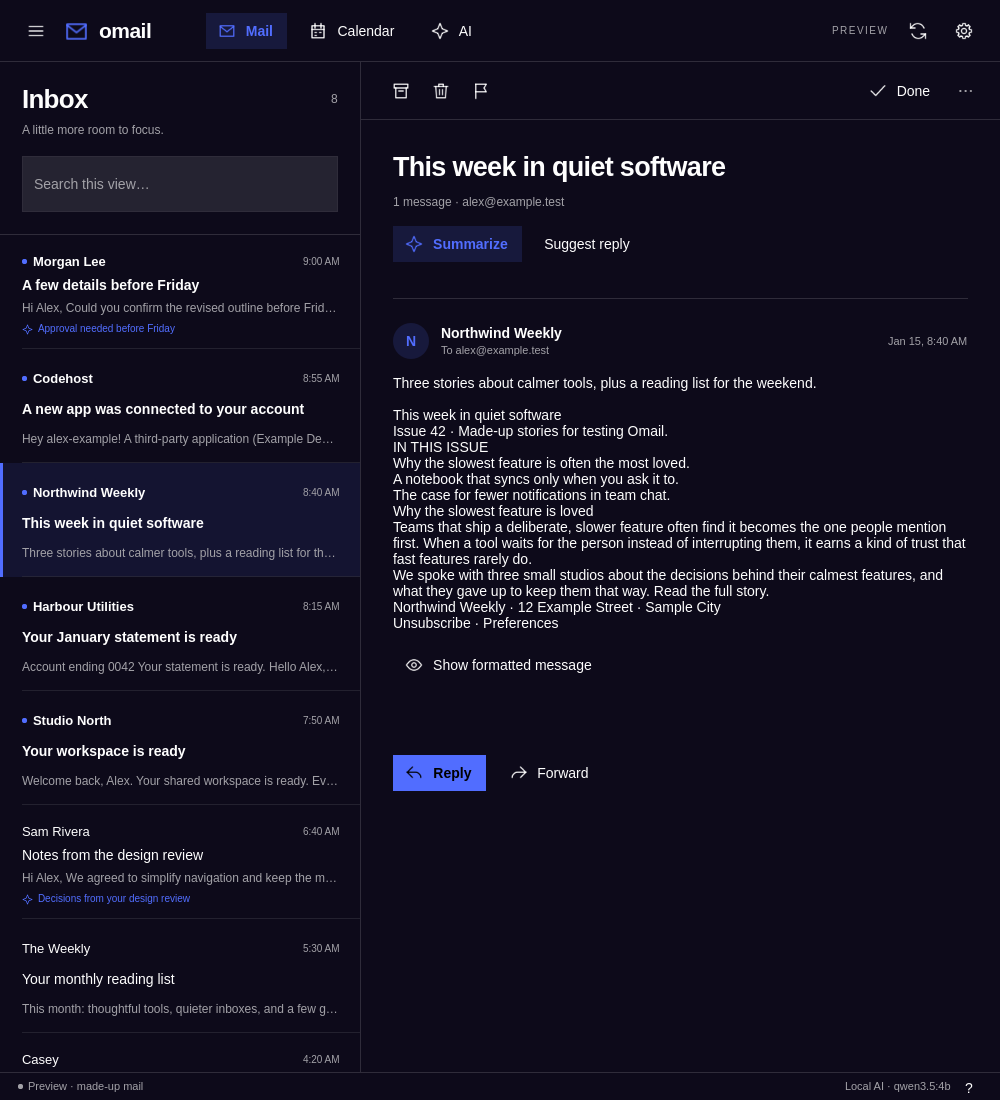 omail
Mail
Calendar
AI
PREVIEW
Inbox
8
A little more room to focus.
Search this view…
Morgan Lee
9:00 AM
A few details before Friday
Hi Alex, Could you confirm the revised outline before Frid…
Approval needed before Friday
Codehost
8:55 AM
A new app was connected to your account
Hey alex-example! A third-party application (Example De…
Northwind Weekly
8:40 AM
This week in quiet software
Three stories about calmer tools, plus a reading list for th…
Harbour Utilities
8:15 AM
Your January statement is ready
Account ending 0042 Your statement is ready. Hello Alex,…
Studio North
7:50 AM
Your workspace is ready
Welcome back, Alex. Your shared workspace is ready. Ev…
Sam Rivera
6:40 AM
Notes from the design review
Hi Alex, We agreed to simplify navigation and keep the m…
Decisions from your design review
The Weekly
5:30 AM
Your monthly reading list
This month: thoughtful tools, quieter inboxes, and a few g…
Casey
4:20 AM
Done
This week in quiet software
1 message · alex@example.test
Summarize
Suggest reply
N
Northwind Weekly
To alex@example.test
Jan 15, 8:40 AM
Three stories about calmer tools, plus a reading list for the weekend.
This week in quiet software
Issue 42 · Made-up stories for testing Omail.
IN THIS ISSUE
Why the slowest feature is often the most loved.
A notebook that syncs only when you ask it to.
The case for fewer notifications in team chat.
Why the slowest feature is loved
Teams that ship a deliberate, slower feature often find it becomes the one people mention
first. When a tool waits for the person instead of interrupting them, it earns a kind of trust that
fast features rarely do.
We spoke with three small studios about the decisions behind their calmest features, and
what they gave up to keep them that way. Read the full story.
Northwind Weekly · 12 Example Street · Sample City
Unsubscribe · Preferences
Show formatted message
Reply
Forward
Preview · made-up mail
Local AI · qwen3.5:4b
?